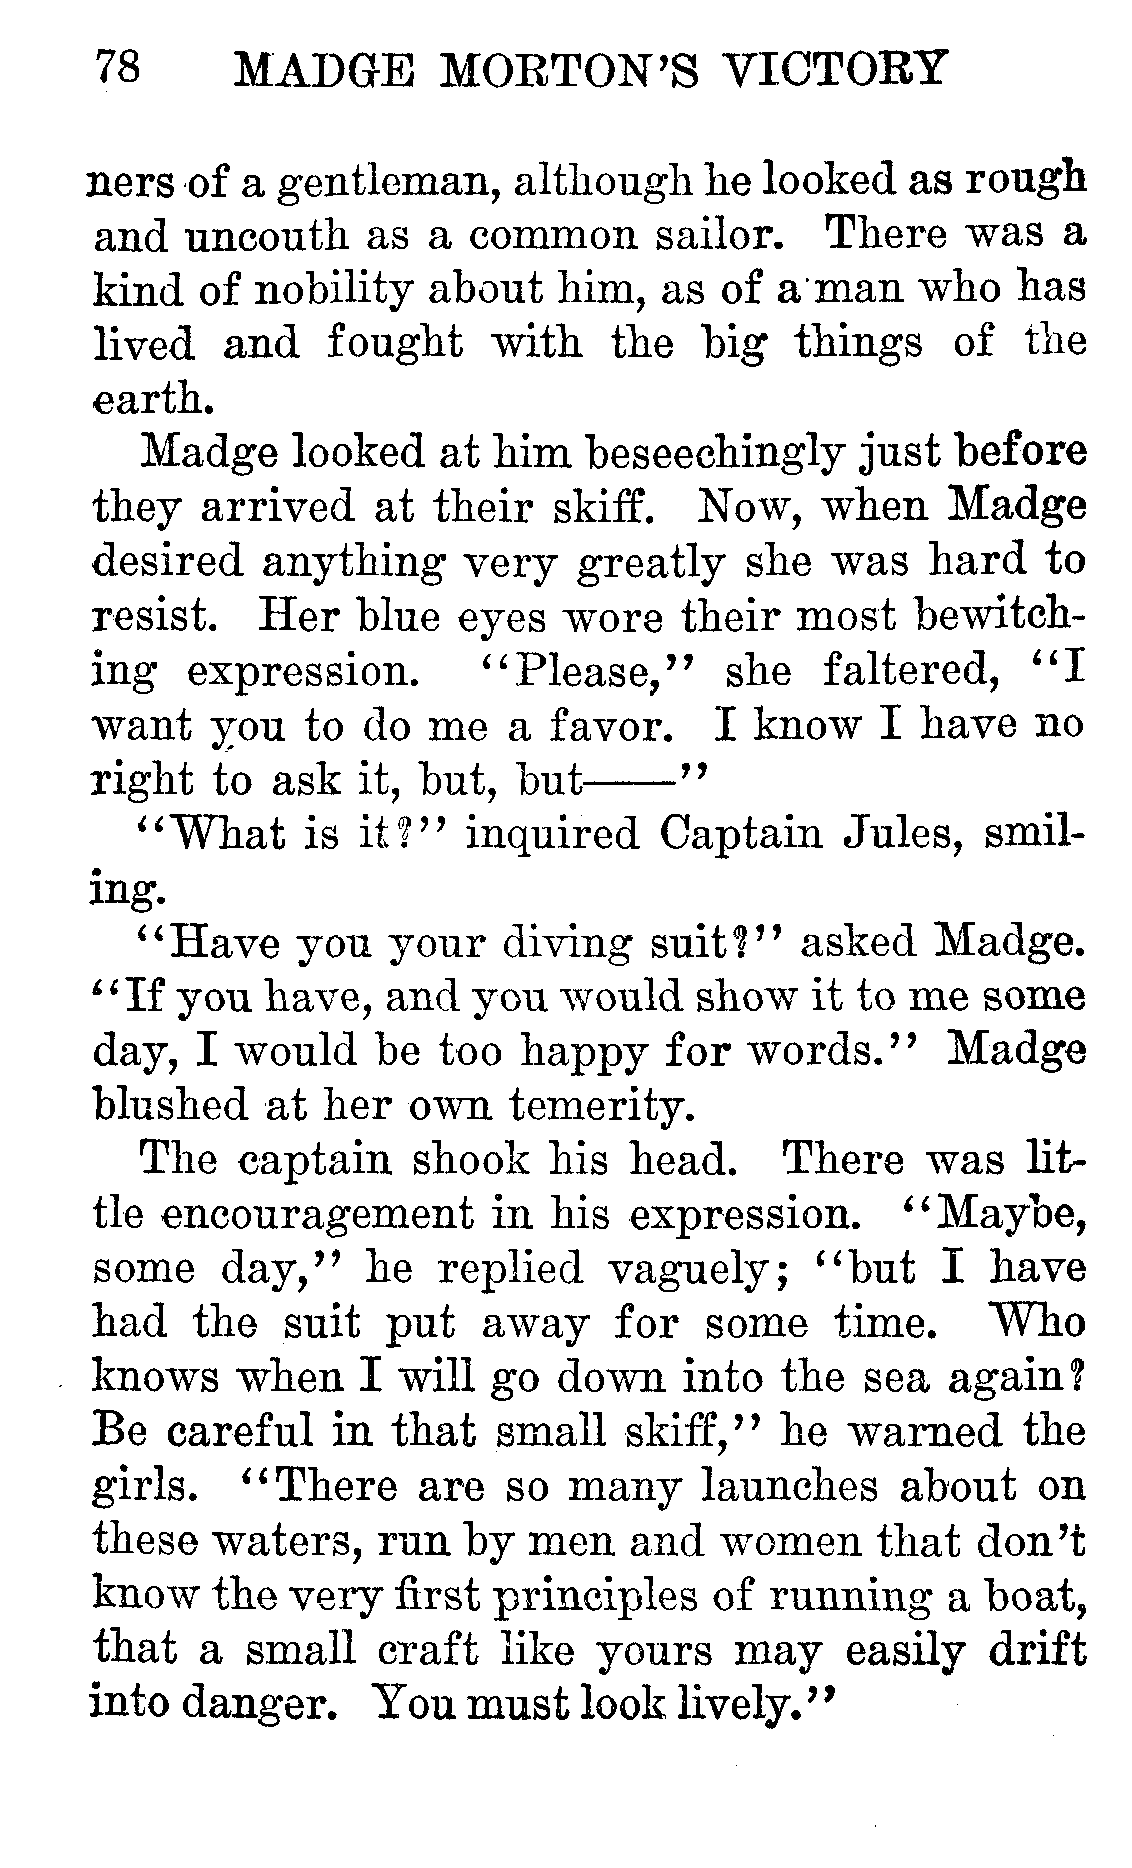 78 MADGE MORTON'S VICTORY
ners of a gentleman, although he looked as rough
and uncouth as a common sailor. There was a
kind of nobility about him, as of a man who has
lived and fought with the big things of the
earth.
Madge looked at him beseechingly just before
they arrived at their skiff. Now, when Madge
desired anything very greatly she was hard to
resist. Her blue eyes wore their most bewitch-
ing expression. "Please," she faltered, "I
want you to do me a favor. I know I have no
right to ask it, but, but——"
"What is it?" inquired Captain Jules, smil-
ing.
"Have you your diving suit?" asked Madge.
"If you have, and you would show it to me some
day, I would be too happy for words." Madge
blushed at her own temerity.
The captain shook his head. There was lit-
tle encouragement in his expression. "Maybe,
some day," he replied vaguely; "but I have
had the suit put away for some time. Who
knows when I will go down into the sea again?
Be careful in that small skiff," he warned the
girls. "There are so many launches about on
these waters, run by men and women that don't
know the very first principles of running a boat,
that a small craft like yours may easily drift
into danger. You must look lively."